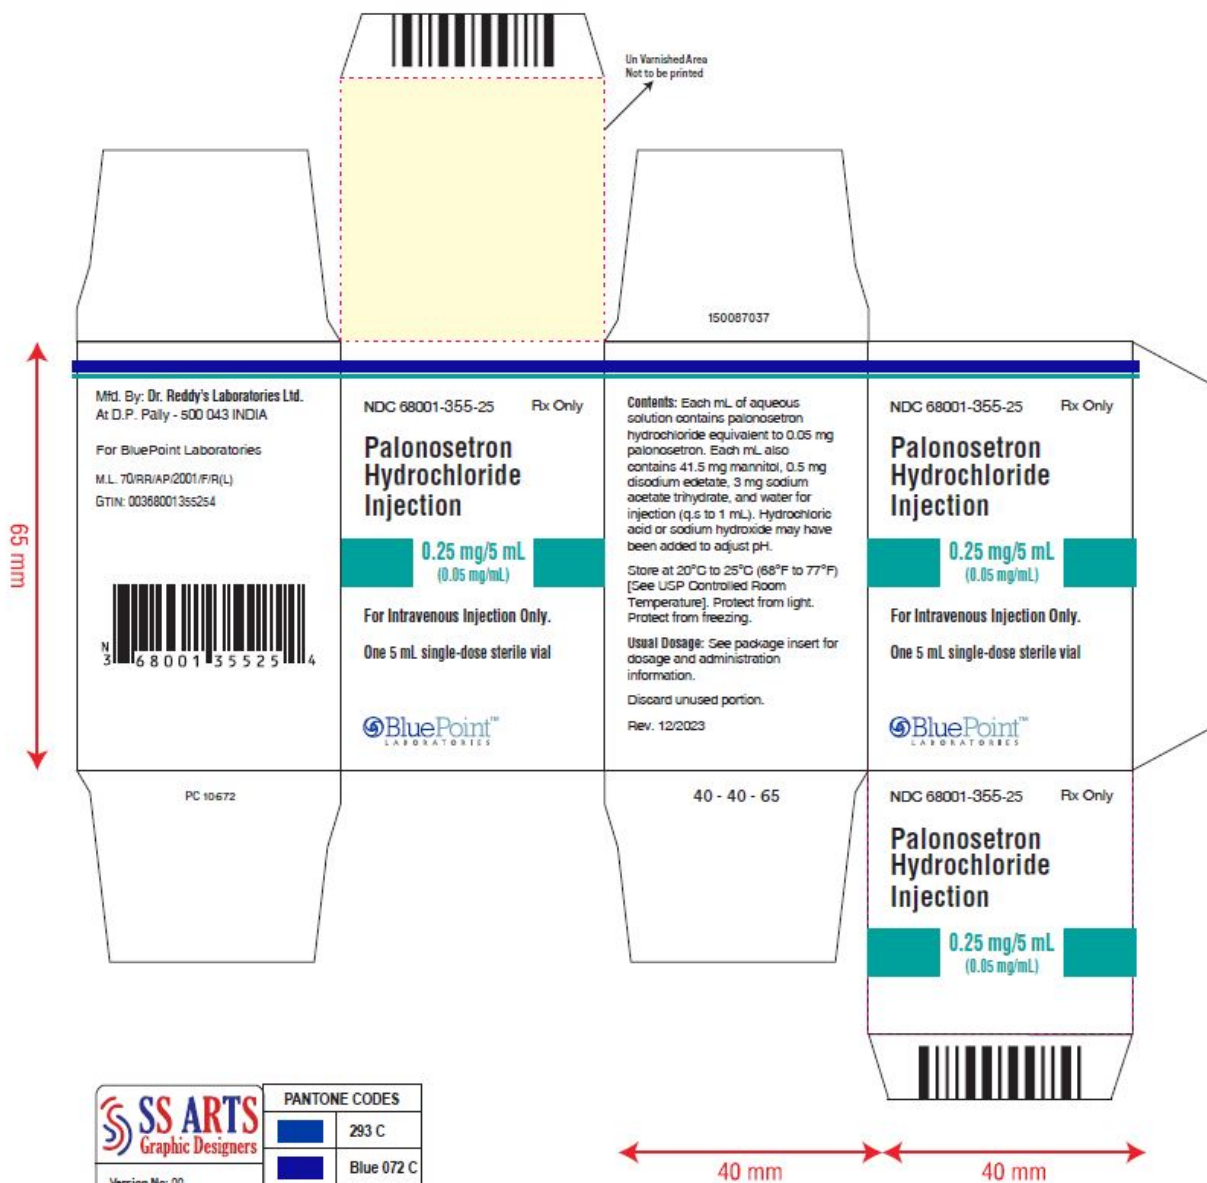 Un Varnished Area
Not to be printed
150087037
65 mm
Mfd. By: Dr. Reddy's Laboratories Ltd.
At D.P. Pally - 500 043 INDIA
For BluePoint Laboratories
M.L. 70/RR/AP/2001/F/R(L)
GTIN: 00368001355254
N
3 68001 35525 4
NDC 68001-355-25 Rx Only
Palonosetron
Hydrochloride
Injection
0.25 mg/5 mL
(0.05 mg/mL)
For Intravenous Injection Only.
One 5 mL single-dose sterile vial
BluePoint™
LABORATORIES
Contents: Each mL of aqueous
solution contains palonosetron
hydrochloride equivalent to 0.05 mg
palonosetron. Each mL also
contains 41.5 mg mannitol, 0.5 mg
disodium edetate, 3 mg sodium
acetate trihydrate, and water for
injection (q.s to 1 mL). Hydrochloric
acid or sodium hydroxide may have
been added to adjust pH.
Store at 20°C to 25°C (68°F to 77°F)
[See USP Controlled Room
Temperature]. Protect from light.
Protect from freezing.
Usual Dosage: See package insert for
dosage and administration
information.
Discard unused portion.
Rev. 12/2023
NDC 68001-355-25 Rx Only
Palonosetron
Hydrochloride
Injection
0.25 mg/5 mL
(0.05 mg/mL)
For Intravenous Injection Only.
One 5 mL single-dose sterile vial
BluePoint™
LABORATORIES
PC 10672
40 - 40 - 65
NDC 68001-355-25 Rx Only
Palonosetron
Hydrochloride
Injection
0.25 mg/5 mL
(0.05 mg/mL)
SS ARTS
Graphic Designers
Version No: 00
PANTONE CODES
293 C
Blue 072 C
40 mm
40 mm